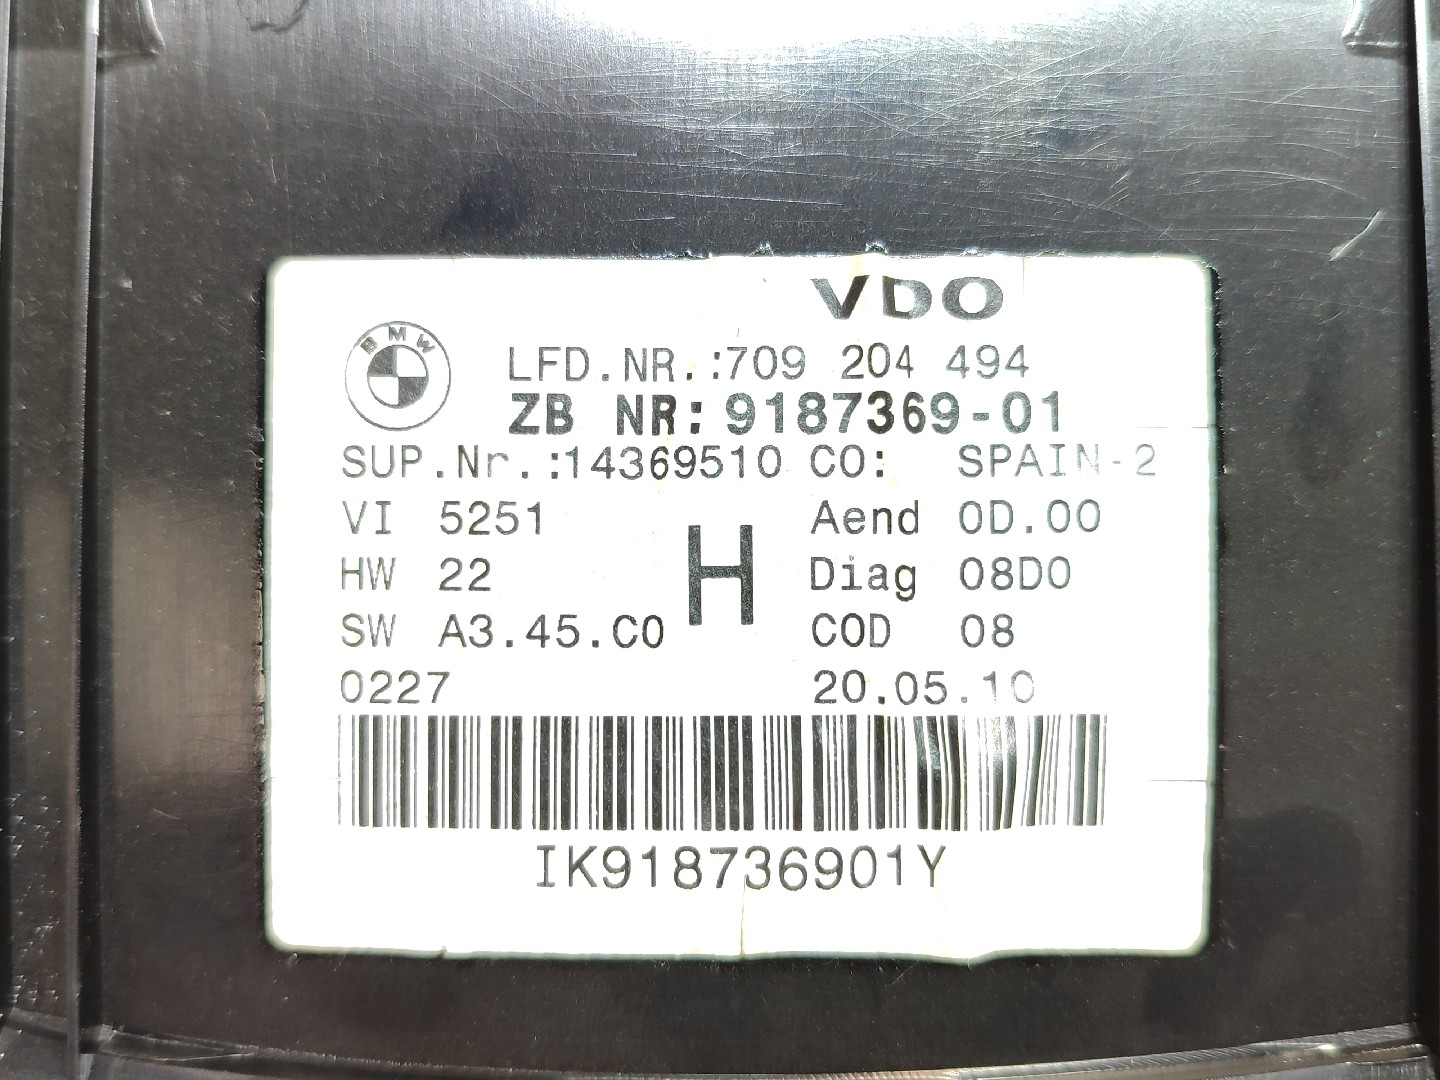 VDO
BMW
LFD.NR.:709 204 494
ZB NR: 9187369-01
SUP.Nr.:14369510 CO: SPAIN-2
VI 5251 Aend 0D.00
H
HW 22 Diag 08D0
SW A3.45.C0 COD 08
0227 20.05.10
IK918736901Y